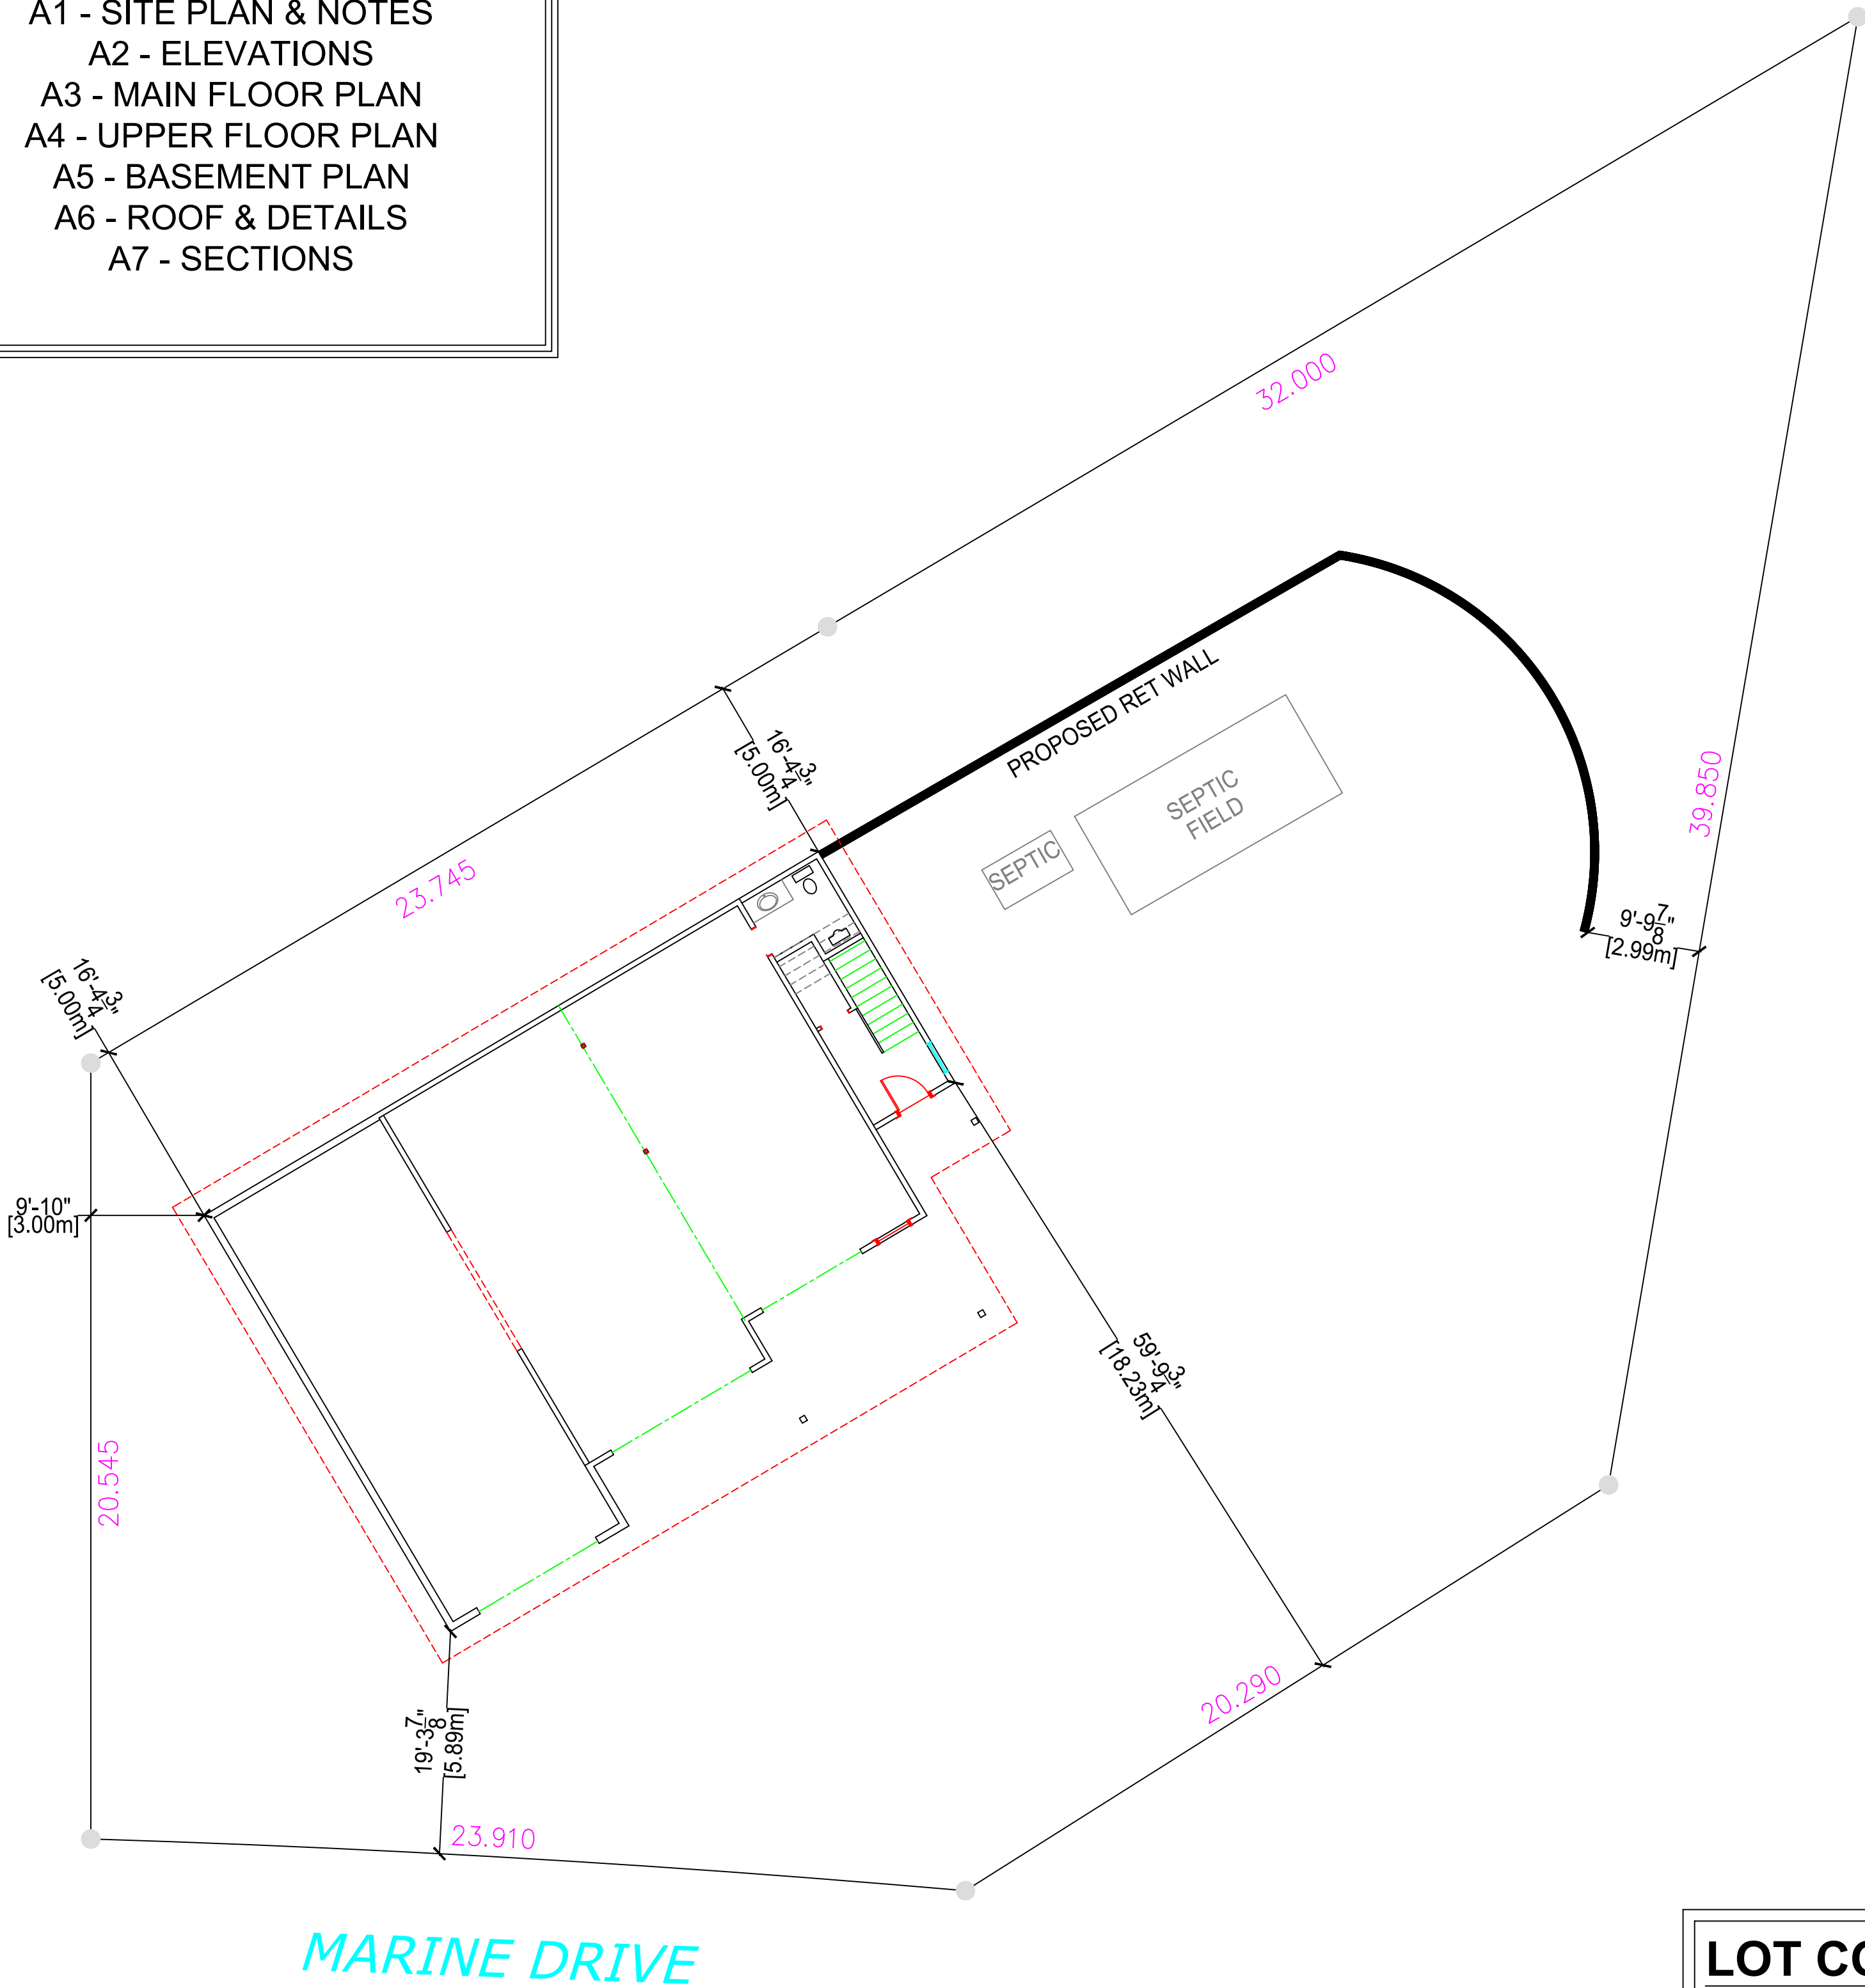 A1 - SITE PLAN & NOTES
A2 - ELEVATIONS
A3 - MAIN FLOOR PLAN
A4 - UPPER FLOOR PLAN
A5 - BASEMENT PLAN
A6 - ROOF & DETAILS
A7 - SECTIONS
32.000
PROPOSED RET WALL
16'-4 3/4"
[5.00m]
SEPTIC
FIELD
SEPTIC
39.850
23.745
9'-9 7/8"
[2.99m]
16'-4 3/4"
[5.00m]
9'-10"
[3.00m]
59'-9 3/4"
[18.23m]
20.545
20.290
19'-3 7/8"
[5.89m]
23.910
MARINE DRIVE